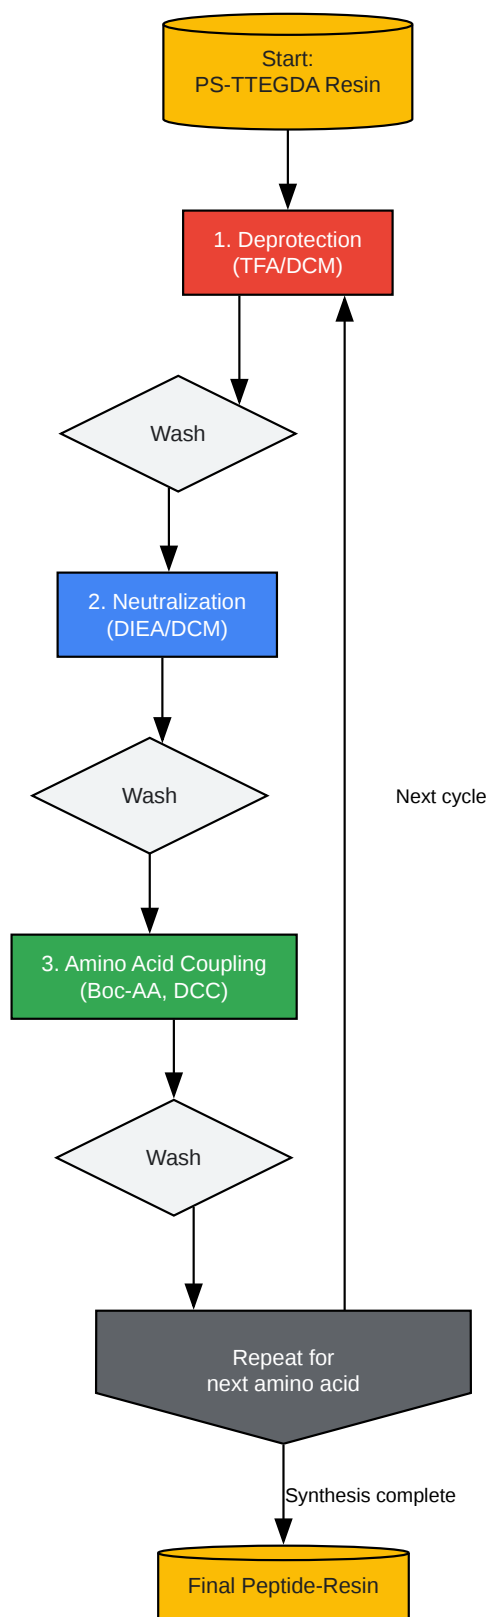 Start:
PS-TTEGDA Resin
1. Deprotection
(TFA/DCM)
Wash
2. Neutralization
(DIEA/DCM)
Wash
Next cycle
3. Amino Acid Coupling
(Boc-AA, DCC)
Wash
Repeat for
next amino acid
Synthesis complete
Final Peptide-Resin